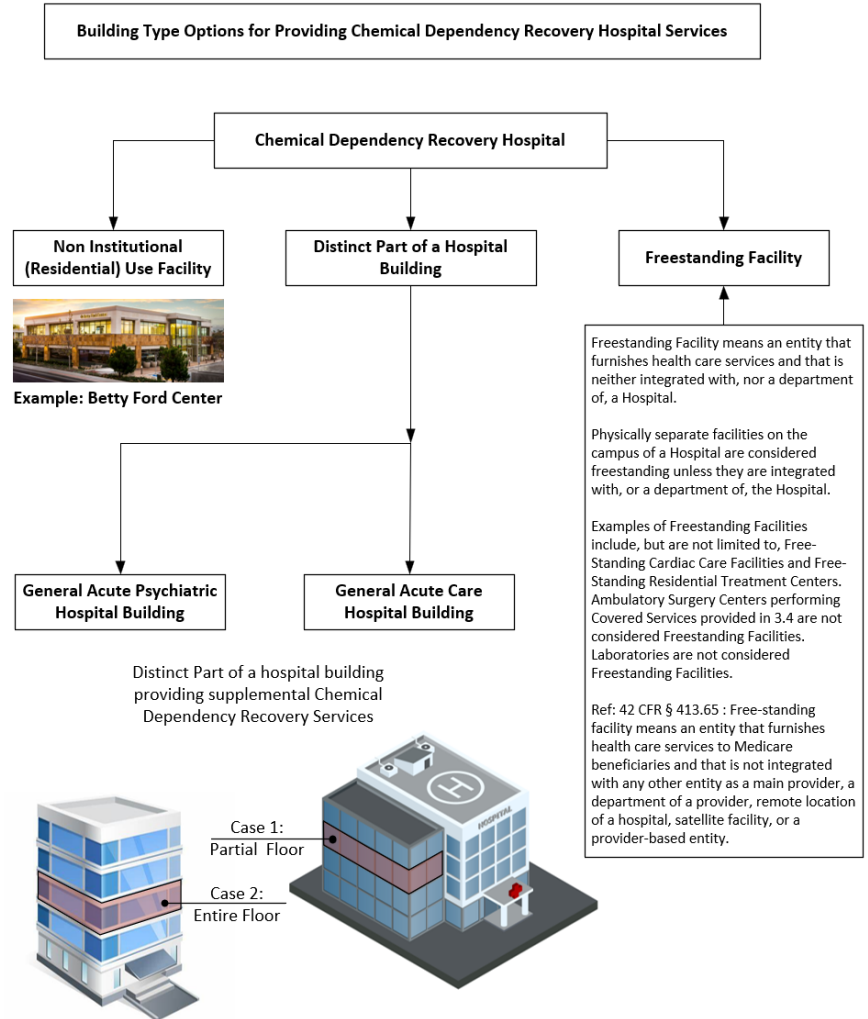 Building Type Options for Providing Chemical Dependency Recovery Hospital Services
Chemical Dependency Recovery Hospital
Non Institutional
(Residential) Use Facility
Distinct Part of a Hospital
Building
Freestanding Facility
Example: Betty Ford Center
Freestanding Facility means an entity that
furnishes health care services and that is
neither integrated with, nor a department
of, a Hospital.
Physically separate facilities on the
campus of a Hospital are considered
freestanding unless they are integrated
with, or a department of, the Hospital.
Examples of Freestanding Facilities
include, but are not limited to, Free-
Standing Cardiac Care Facilities and Free-
Standing Residential Treatment Centers.
Ambulatory Surgery Centers performing
Covered Services provided in 3.4 are not
considered Freestanding Facilities.
Laboratories are not considered
Freestanding Facilities.
Ref: 42 CFR § 413.65 : Free-standing
facility means an entity that furnishes
health care services to Medicare
beneficiaries and that is not integrated
with any other entity as a main provider, a
department of a provider, remote location
of a hospital, satellite facility, or a
provider-based entity.
General Acute Psychiatric
Hospital Building
General Acute Care
Hospital Building
Distinct Part of a hospital building
providing supplemental Chemical
Dependency Recovery Services
Case 1:
Partial Floor
Case 2:
Entire Floor
H
HOSPITAL